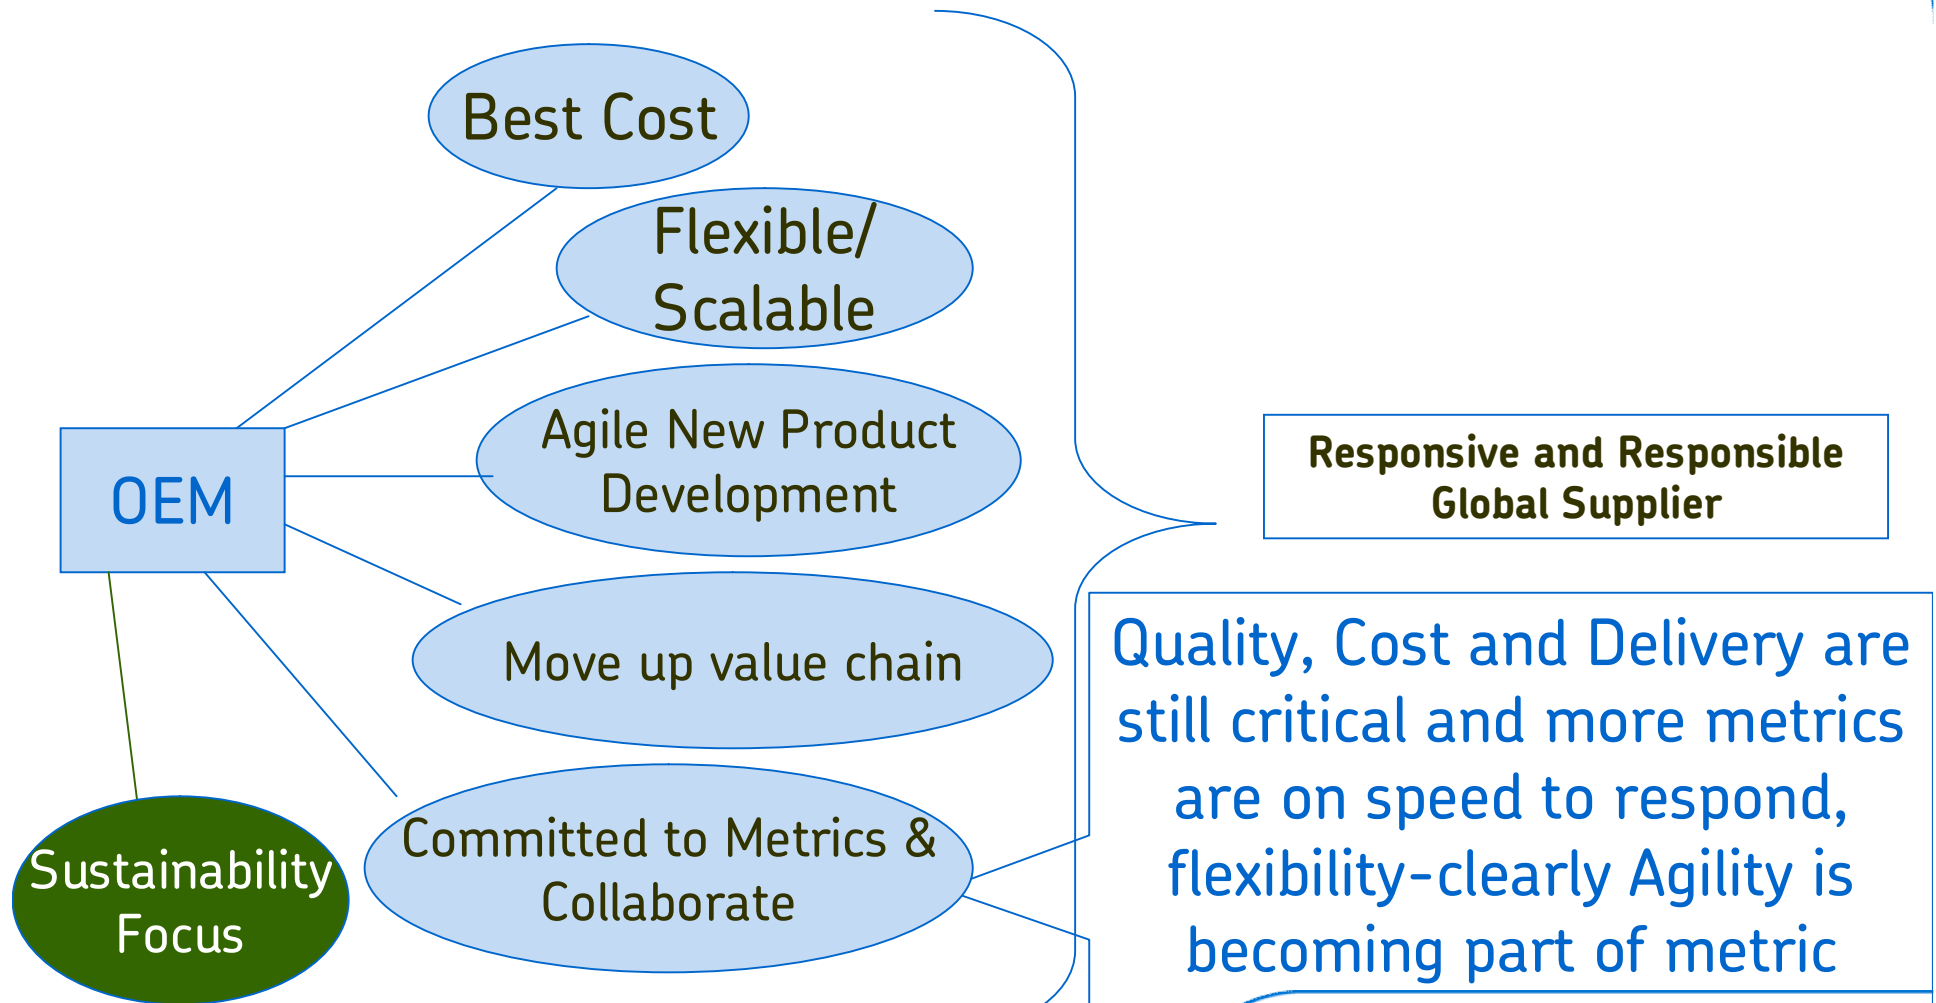 Best Cost
Flexible/
Scalable
Agile New Product
Development
OEM
Move up value chain
Committed to Metrics &
Collaborate
Sustainability
Focus
Responsive and Responsible
Global Supplier
Quality, Cost and Delivery are
still critical and more metrics
are on speed to respond,
flexibility-clearly Agility is
becoming part of metric